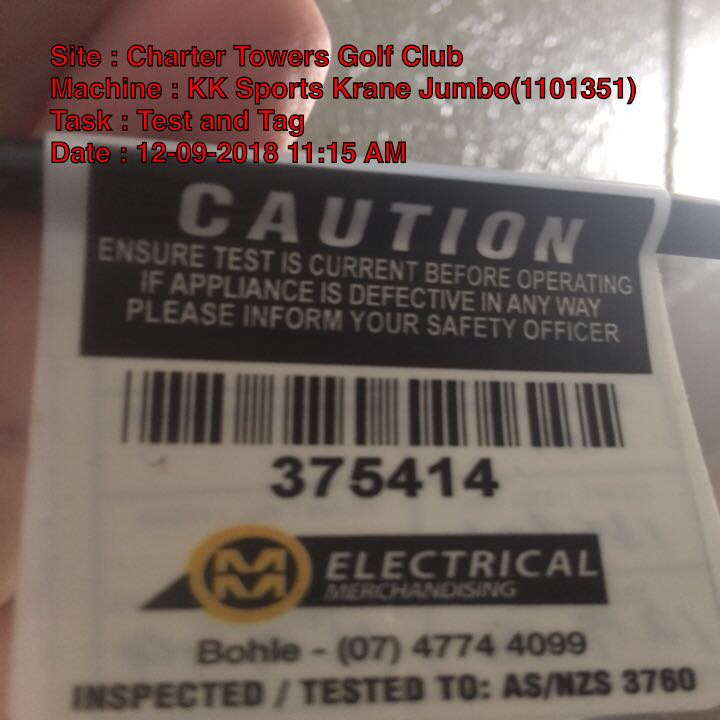 Site : Charter Towers Golf Club
Machine : KK Sports Krane Jumbo(1101351)
Task : Test and Tag
Date : 12-09-2018 11:15 AM
CAUTION
ENSURE TEST IS CURRENT BEFORE OPERATING
IF APPLIANCE IS DEFECTIVE IN ANY WAY
PLEASE INFORM YOUR SAFETY OFFICER
375414
MM ELECTRICAL
MERCHANDISING
Bohle - (07) 4774 4099
INSPECTED / TESTED TO: AS/NZS 3760